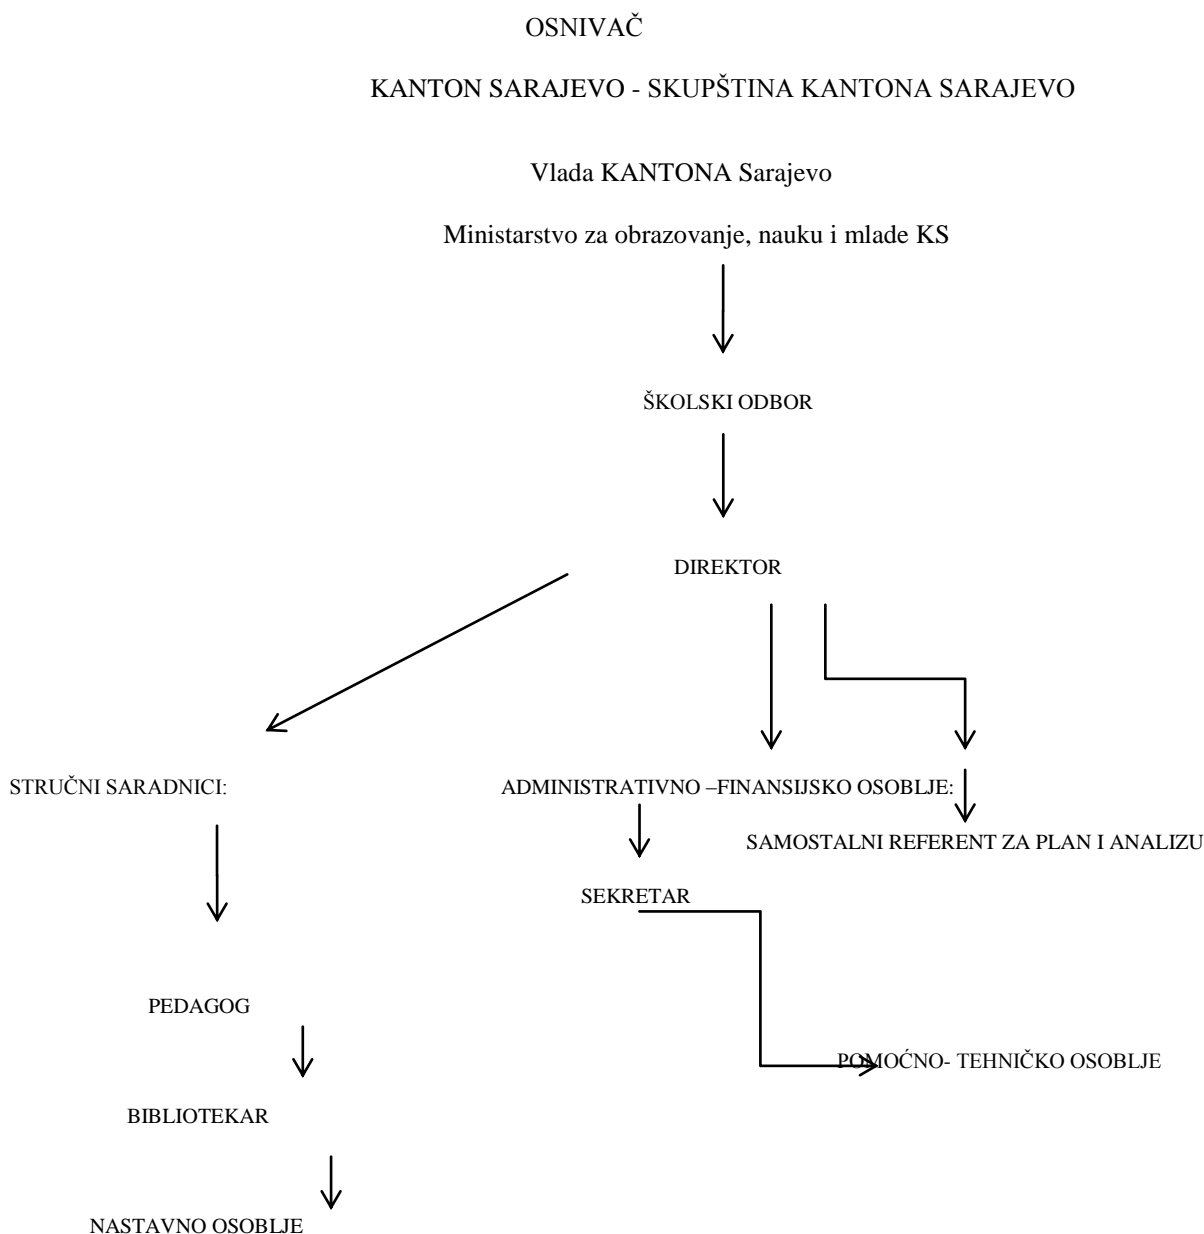 OSNIVAČ
KANTON SARAJEVO - SKUPŠTINA KANTONA SARAJEVO
Vlada KANTONA Sarajevo
Ministarstvo za obrazovanje, nauku i mlade KS
ŠKOLSKI ODBOR
DIREKTOR
STRUČNI SARADNICI:
ADMINISTRATIVNO –FINANSIJSKO OSOBLJE:
SAMOSTALNI REFERENT ZA PLAN I ANALIZU
SEKRETAR
PEDAGOG
POMOĆNO- TEHNIČKO OSOBLJE
BIBLIOTEKAR
NASTAVNO OSOBLJE